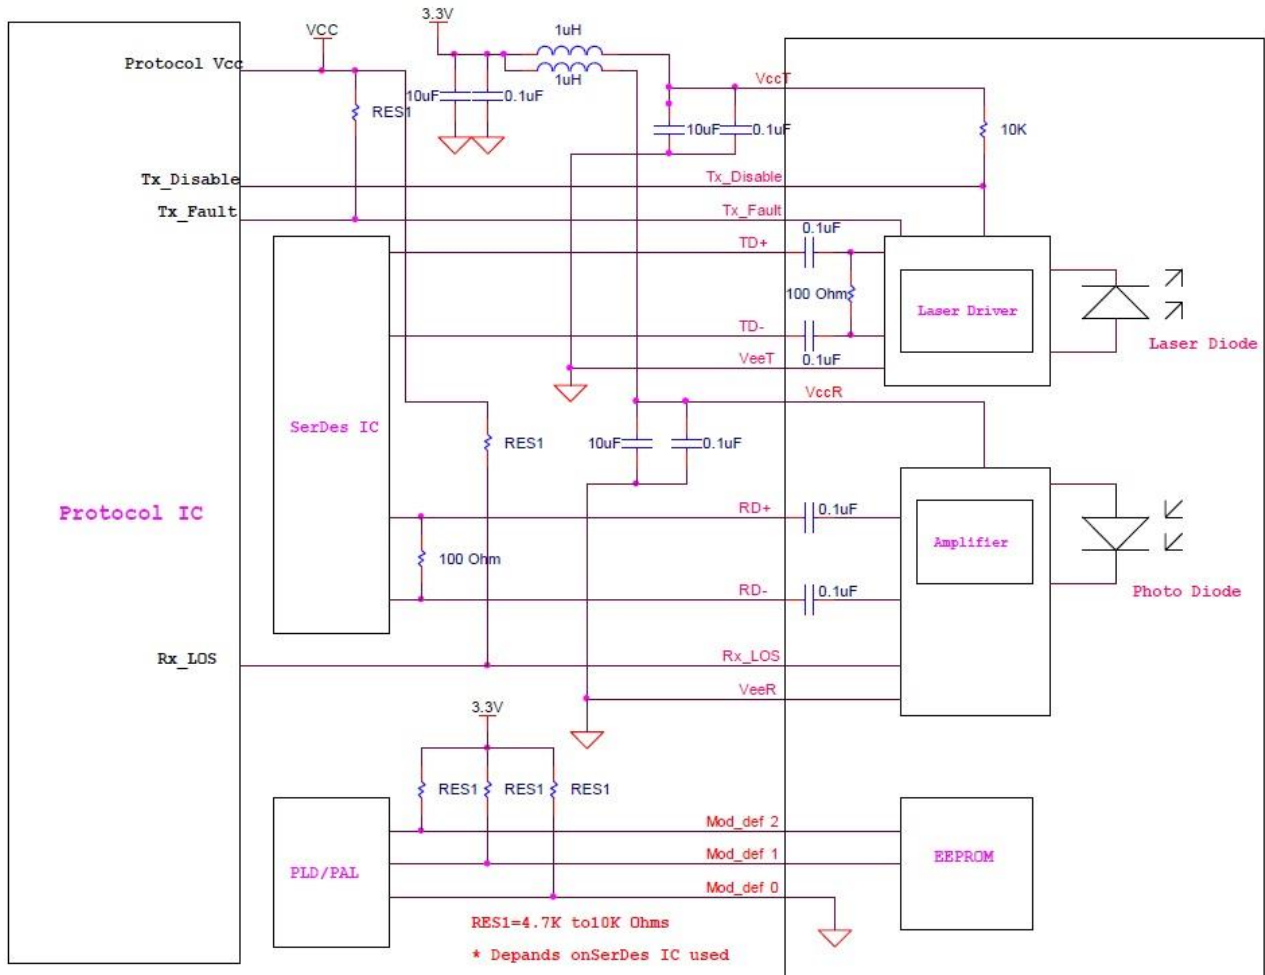 3.3V
VCC
1uH
Protocol Vcc
1uH
VccT
RES1
10uF
0.1uF
10uF
0.1uF
10K
Tx_Disable
Tx_Disable
Tx_Fault
Tx_Fault
0.1uF
TD+
100 Ohm
Laser Driver
TD-
Laser Diode
VeeT
0.1uF
VccR
SerDes IC
RES1
10uF
0.1uF
Protocol IC
RD+
0.1uF
Amplifier
100 Ohm
RD-
0.1uF
Photo Diode
Rx_LOS
Rx_LOS
VeeR
3.3V
RES1
RES1
RES1
Mod_def 2
Mod_def 1
EEPROM
PLD/PAL
Mod_def 0
RES1=4.7K to10K Ohms
* Depands onSerDes IC used